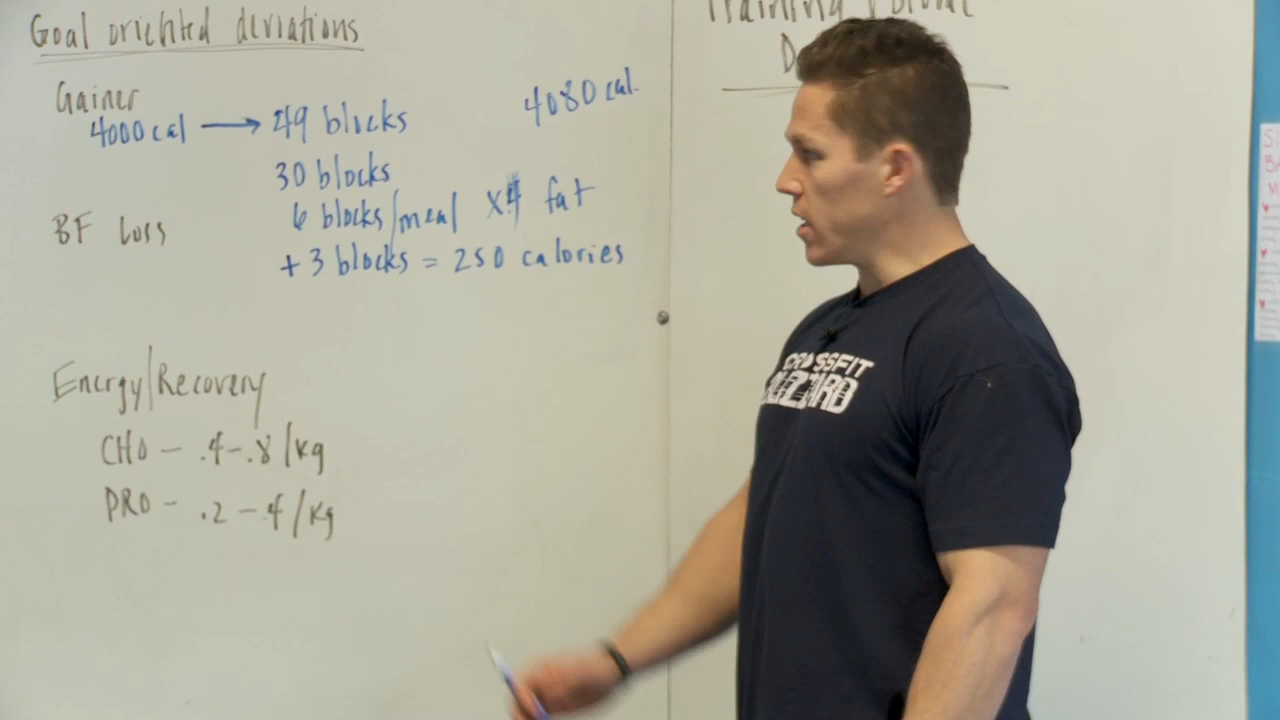 Goal oriented deviations
Gainer
4000 cal → 49 blocks
4080 cal.
30 blocks
6 blocks/meal x4 fat
+ 3 blocks = 250 calories
BF Loss
Energy/Recovery
CHO - .4-.8/kg
PRO - .2 - .4/kg
Training
CROSSFIT